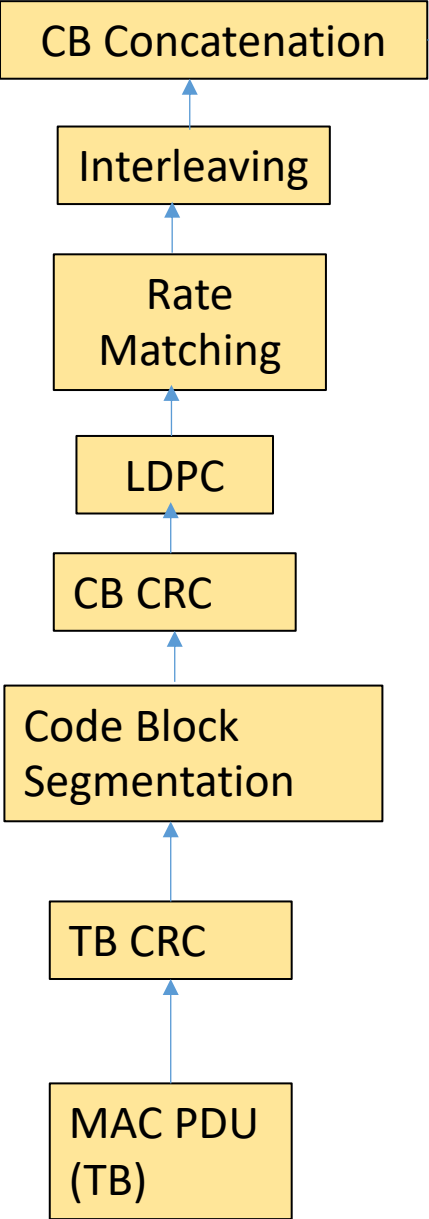 CB Concatenation
Interleaving
Rate
Matching
LDPC
CB CRC
Code Block
Segmentation
TB CRC
MAC PDU
(TB)